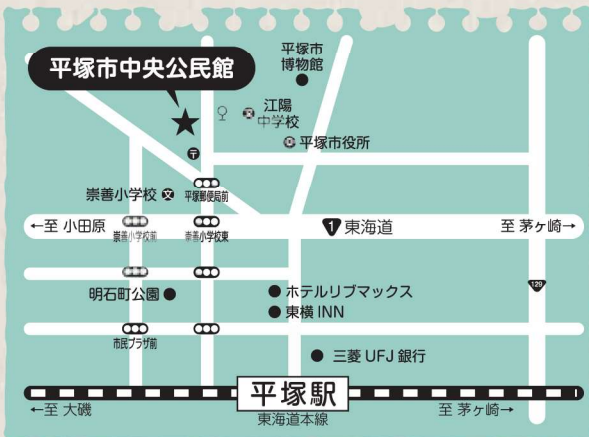 平塚市
博物館
平塚市中央公民館
江陽
中学校
平塚市役所
〒
崇善小学校
文
平塚郵便局前
←至 小田原
崇善小学校前
崇善小学校東
1
東海道
至 茅ヶ崎→
129
明石町公園
ホテルリブマックス
東横 INN
市民プラザ前
三菱 UFJ 銀行
平塚駅
←至 大磯
東海道本線
至 茅ヶ崎→